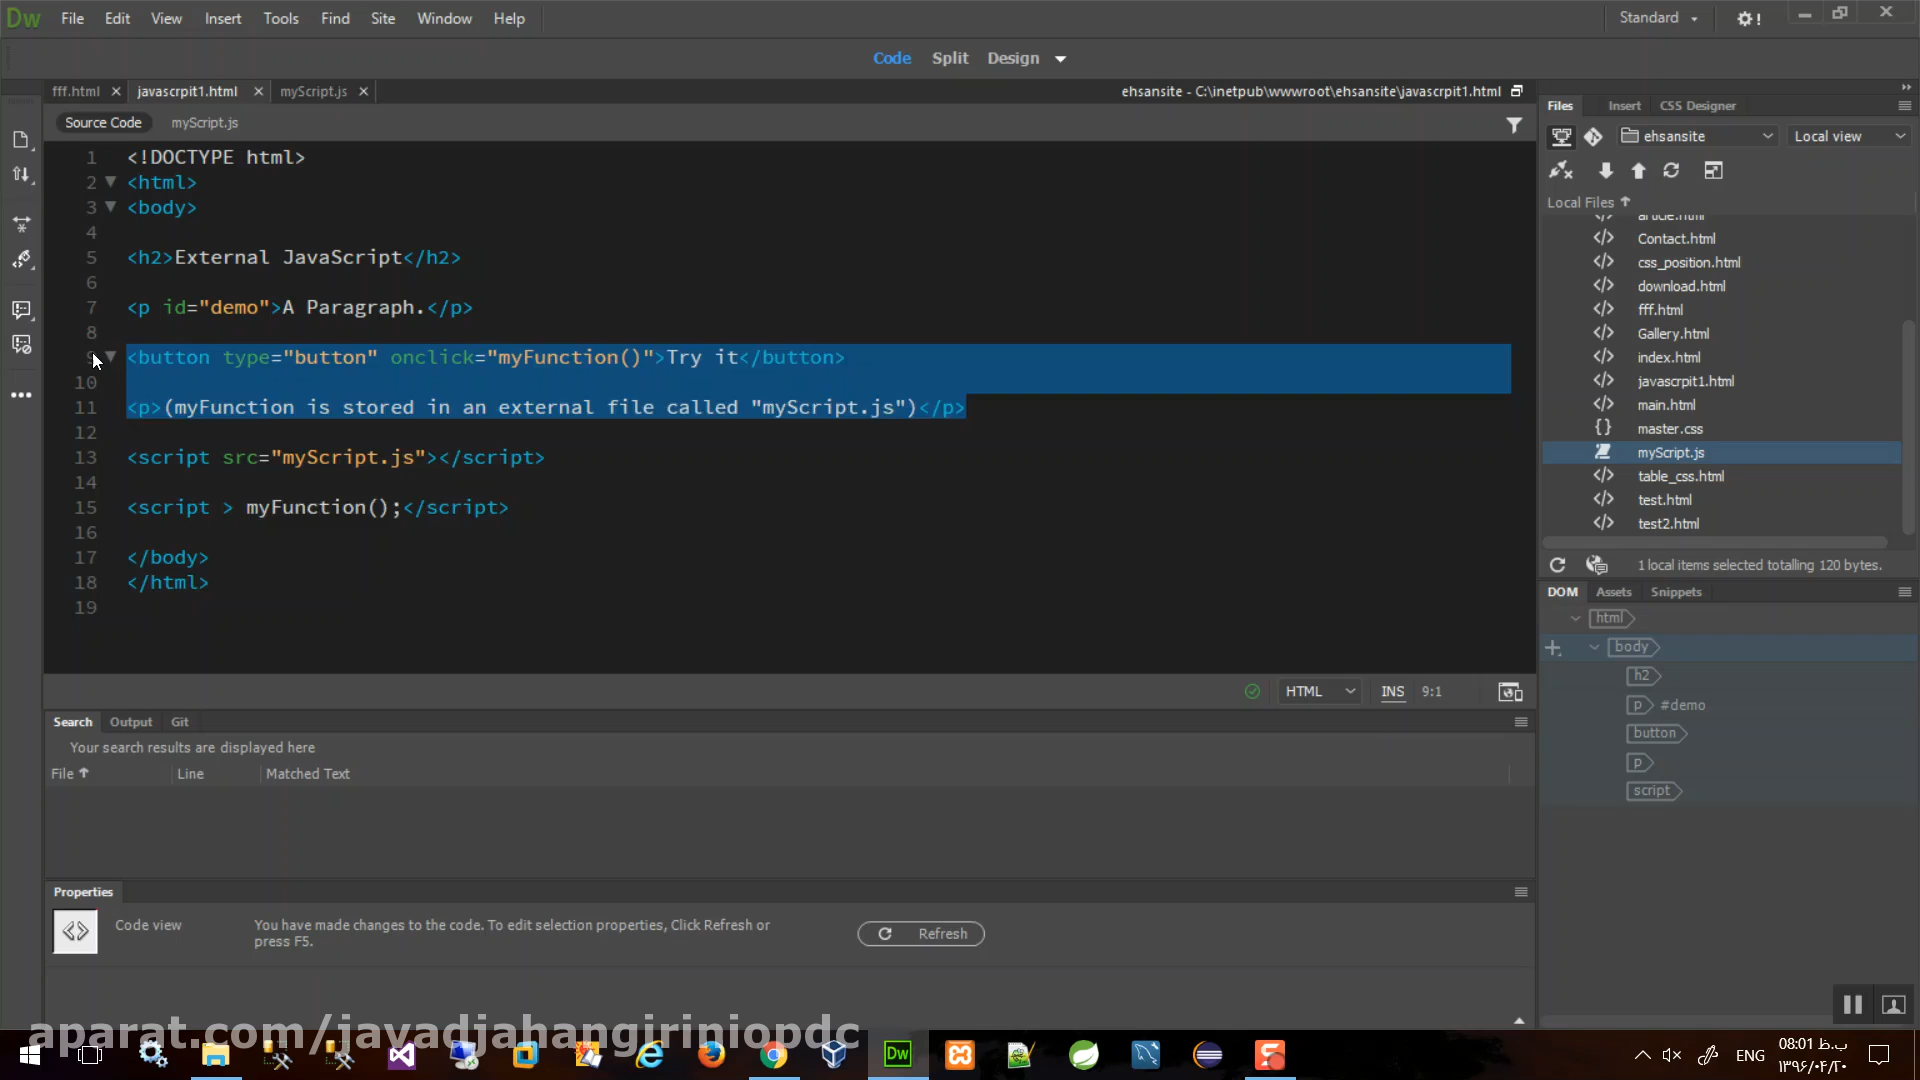 Dw File Edit View Insert Tools Find Site Window Help
Standard
Code Split Design
fff.html javascrpit1.html myScript.js
ehsansite - C:\inetpub\wwwroot\ehsansite\javascrpit1.html
Source Code myScript.js
1 <!DOCTYPE html>
2 <html>
3 <body>
4
5 <h2>External JavaScript</h2>
6
7 <p id="demo">A Paragraph.</p>
8
9 <button type="button" onclick="myFunction()">Try it</button>
10
11 <p>(myFunction is stored in an external file called "myScript.js")</p>
12
13 <script src="myScript.js"></script>
14
15 <script > myFunction();</script>
16
17 </body>
18 </html>
19
HTML INS 9:1
Search Output Git
Your search results are displayed here
File Line Matched Text
Properties
Code view
You have made changes to the code. To edit selection properties, Click Refresh or
press F5.
Refresh
Files Insert CSS Designer
ehsansite Local view
Local Files
article.html
Contact.html
css_position.html
download.html
fff.html
Gallery.html
index.html
javascrpit1.html
main.html
master.css
myScript.js
table_css.html
test.html
test2.html
1 local items selected totalling 120 bytes.
DOM Assets Snippets
html
body
h2
p #demo
button
p
script
aparat.com/javadjahangiriniopdc
Dw
ENG
08:01 ب.ظ
۱۳۹۶/۰۴/۲۰